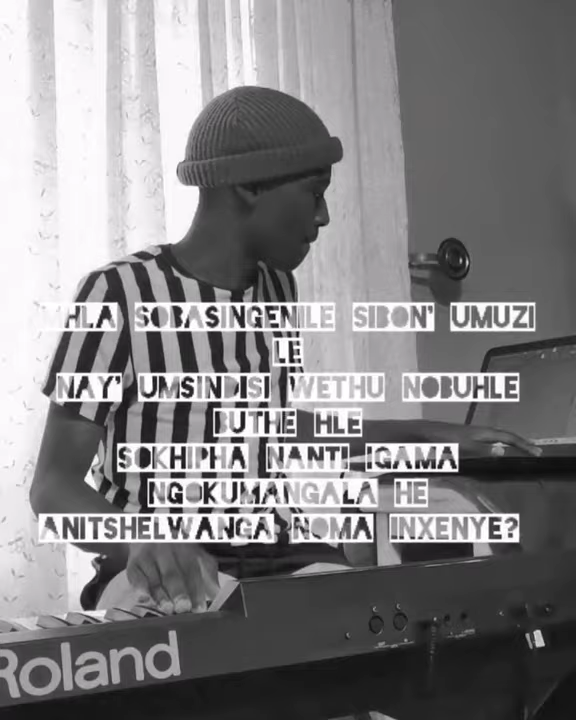 MHLA SOBASINGENILE SIBON' UMUZI
LE
NAY' UMSINDISI WETHU NOBUHLE
BUTHE HLE
SOKHIPHA NANTI IGAMA
NGOKUMANGALA HE
ANITSHELWANGA NOMA INXENYE?
Roland